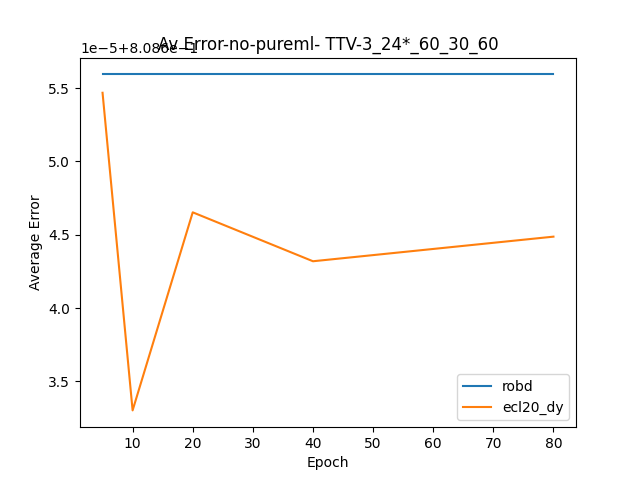 Av Error-no-pureml- TTV-3_24*_60_30_60
1e−5+8.086e−1
5.5
5.0
4.5
4.0
3.5
Average Error
10 20 30 40 50 60 70 80
Epoch
robd
ecl20_dy